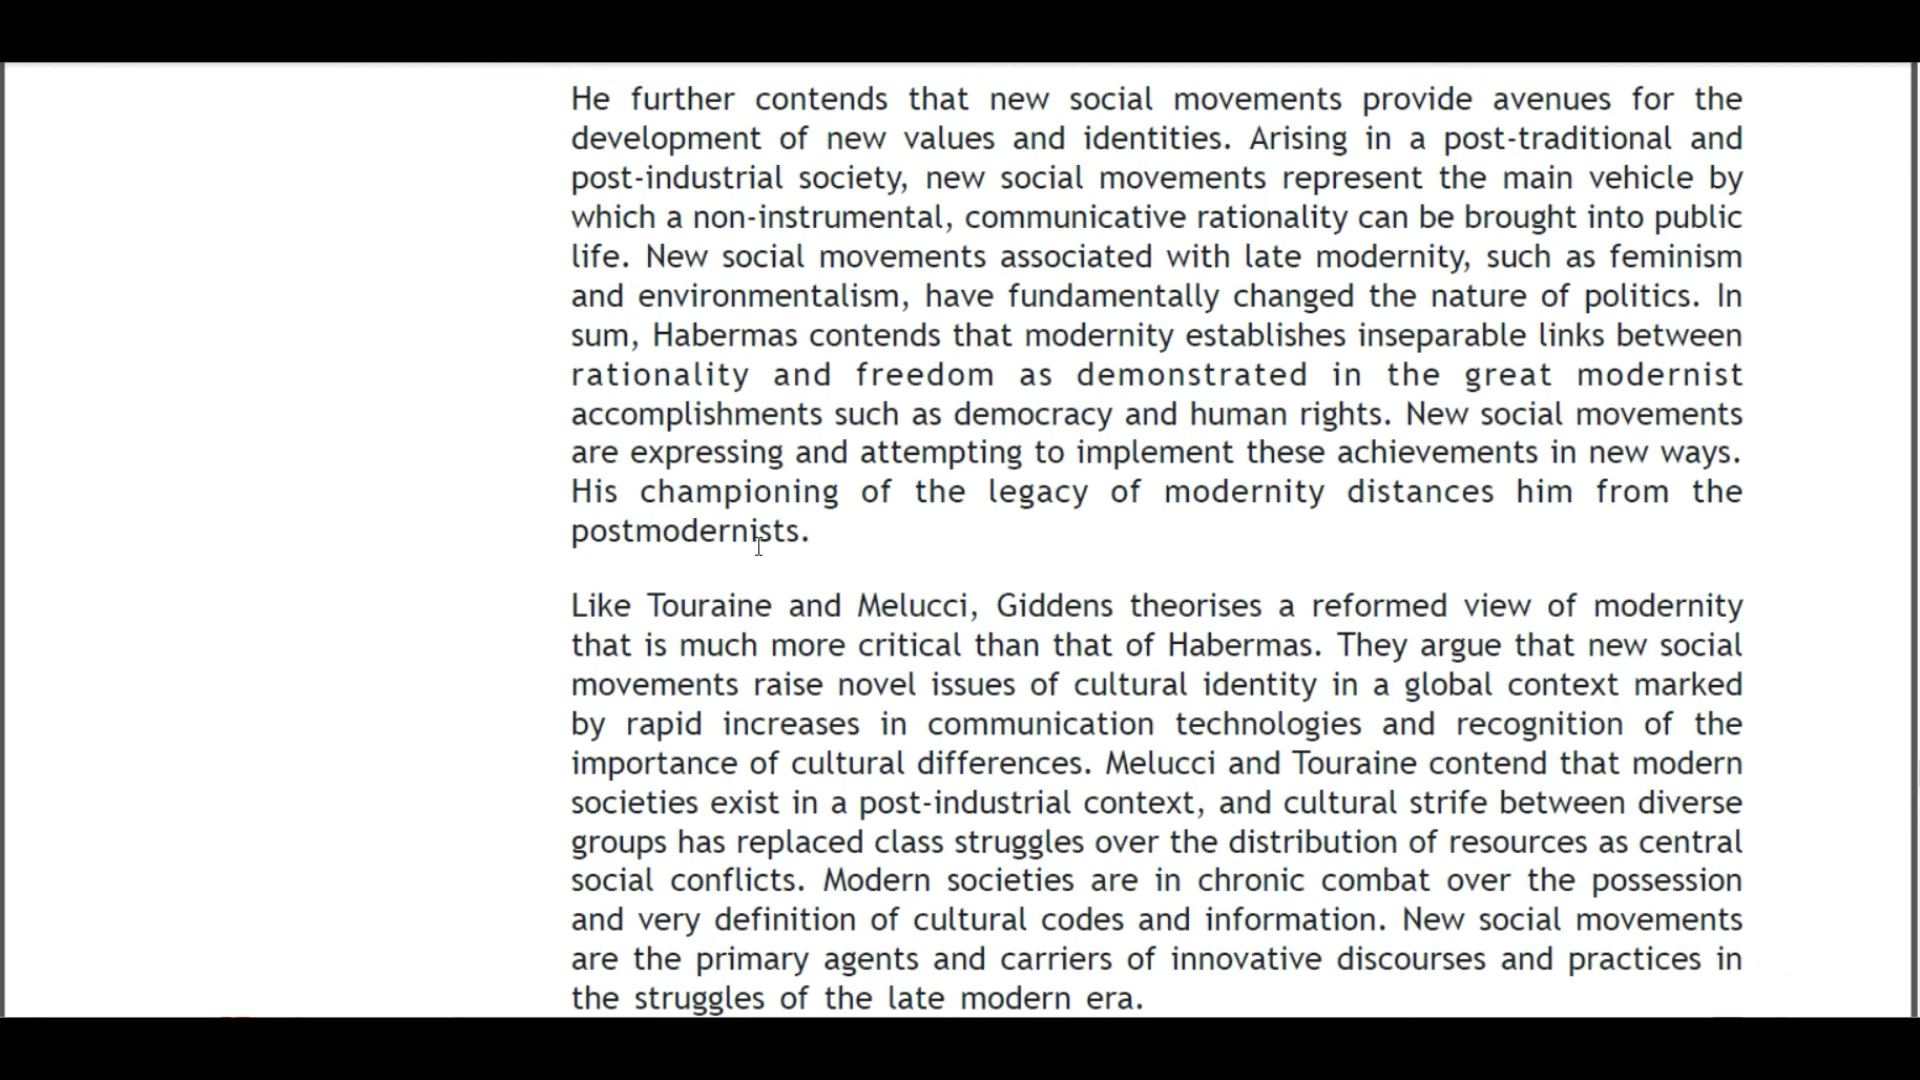 He further contends that new social movements provide avenues for the
development of new values and identities. Arising in a post-traditional and
post-industrial society, new social movements represent the main vehicle by
which a non-instrumental, communicative rationality can be brought into public
life. New social movements associated with late modernity, such as feminism
and environmentalism, have fundamentally changed the nature of politics. In
sum, Habermas contends that modernity establishes inseparable links between
rationality and freedom as demonstrated in the great modernist
accomplishments such as democracy and human rights. New social movements
are expressing and attempting to implement these achievements in new ways.
His championing of the legacy of modernity distances him from the
postmodernists.
Like Touraine and Melucci, Giddens theorises a reformed view of modernity
that is much more critical than that of Habermas. They argue that new social
movements raise novel issues of cultural identity in a global context marked
by rapid increases in communication technologies and recognition of the
importance of cultural differences. Melucci and Touraine contend that modern
societies exist in a post-industrial context, and cultural strife between diverse
groups has replaced class struggles over the distribution of resources as central
social conflicts. Modern societies are in chronic combat over the possession
and very definition of cultural codes and information. New social movements
are the primary agents and carriers of innovative discourses and practices in
the struggles of the late modern era.